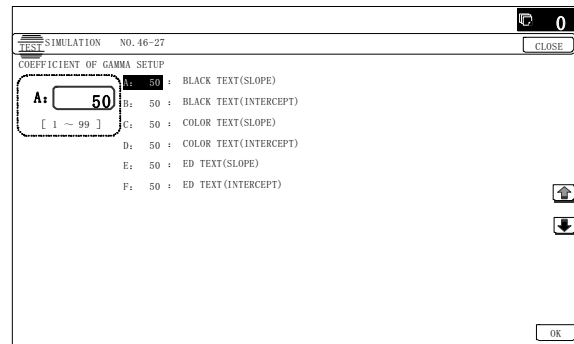 0
TEST SIMULATION NO.46-27 CLOSE
COEFFICIENT OF GAMMA SETUP
A: 50
[ 1 ～ 99 ]
A: 50 : BLACK TEXT(SLOPE)
B: 50 : BLACK TEXT(INTERCEPT)
C: 50 : COLOR TEXT(SLOPE)
D: 50 : COLOR TEXT(INTERCEPT)
E: 50 : ED TEXT(SLOPE)
F: 50 : ED TEXT(INTERCEPT)
OK